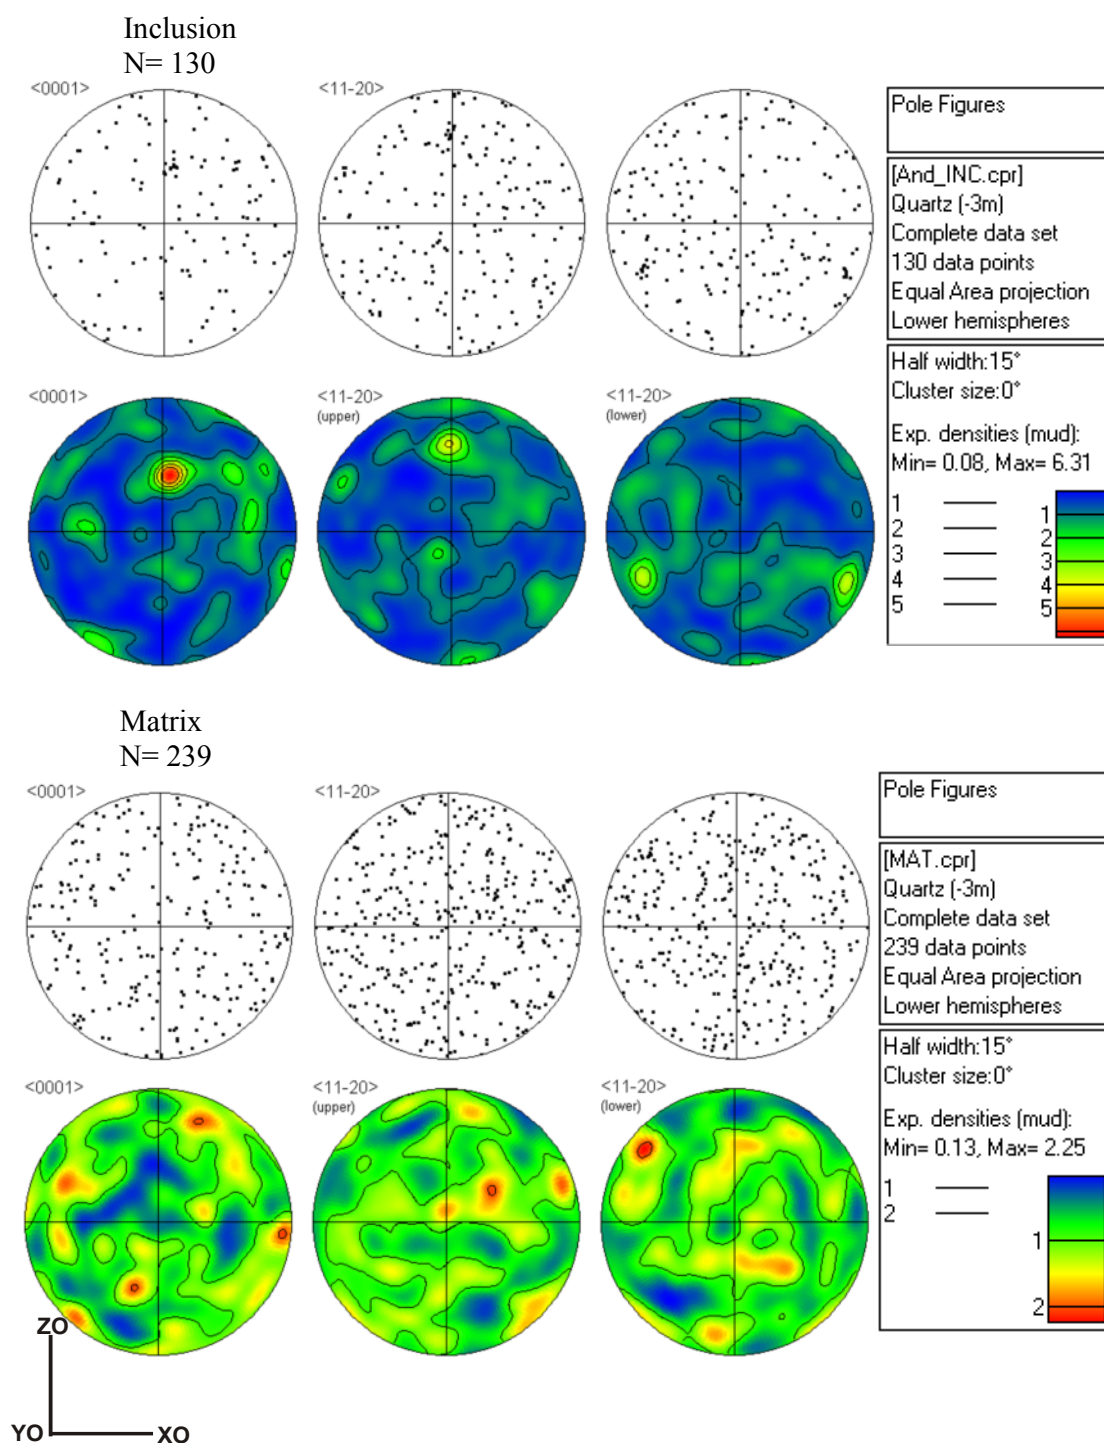 Inclusion
N= 130
<0001>
<11-20>
Pole Figures
[And_INC.cpr]
Quartz (-3m)
Complete data set
130 data points
Equal Area projection
Lower hemispheres
<0001>
<11-20>
(upper)
<11-20>
(lower)
Half width:15°
Cluster size:0°
Exp. densities (mud):
Min= 0.08, Max= 6.31
1
2
3
4
5
1
2
3
4
5
Matrix
N= 239
<0001>
<11-20>
Pole Figures
[MAT.cpr]
Quartz (-3m)
Complete data set
239 data points
Equal Area projection
Lower hemispheres
<0001>
<11-20>
(upper)
<11-20>
(lower)
Half width:15°
Cluster size:0°
Exp. densities (mud):
Min= 0.13, Max= 2.25
1
2
1
2
ZO
YO
XO